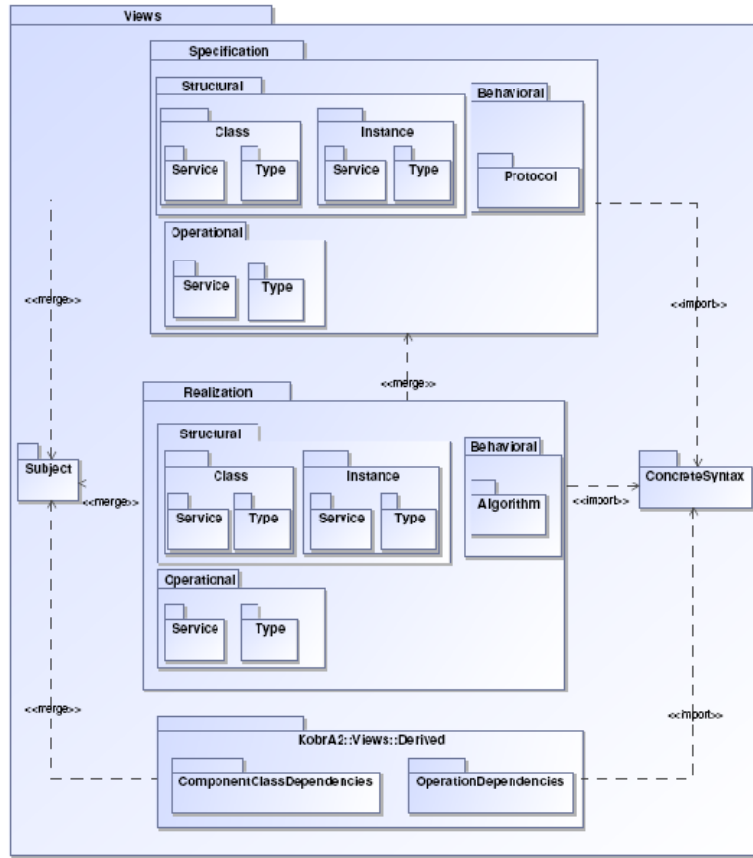 Views
Specification
Structural
Behavioral
Class
Instance
Service
Type
Service
Type
Protocol
Operational
Service
Type
<<merge>>
<<import>>
<<merge>>
Realization
Structural
Behavioral
Subject
Class
Instance
ConcreteSyntax
<<merge>>
Service
Type
Service
Type
Algorithm
<<import>>
Operational
Service
Type
<<merge>>
<<import>>
KobrA2::Views::Derived
ComponentClassDependencies
OperationDependencies